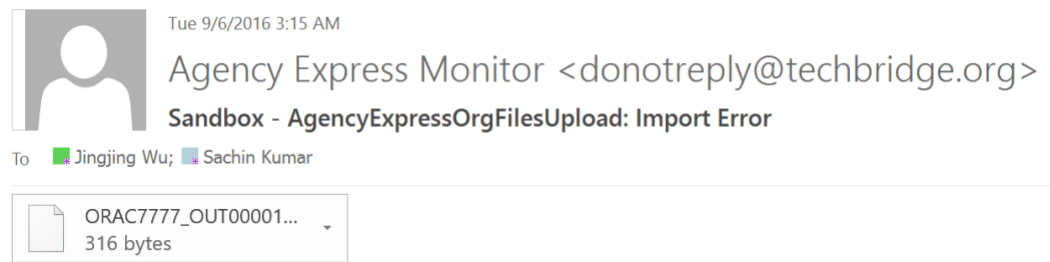 Tue 9/6/2016 3:15 AM
Agency Express Monitor <donotreply@techbridge.org>
Sandbox - AgencyExpressOrgFilesUpload: Import Error
To Jingjing Wu; Sachin Kumar
ORAC7777_OUT00001...
316 bytes